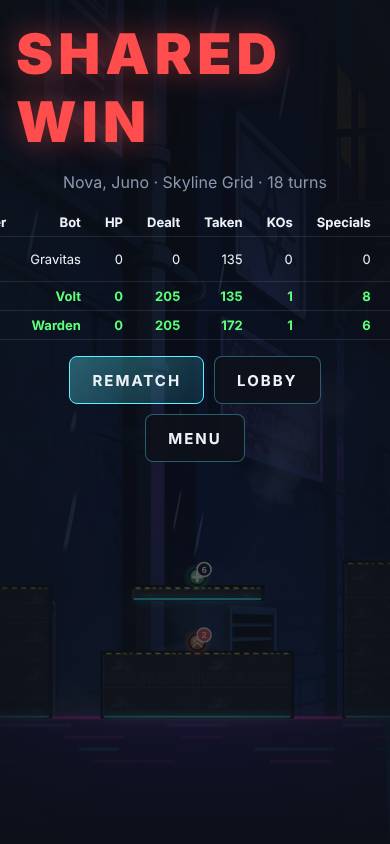 SHARED
WIN
Nova, Juno · Skyline Grid · 18 turns
r Bot HP Dealt Taken KOs Specials
Gravitas 0 0 135 0 0
Volt 0 205 135 1 8
Warden 0 205 172 1 6
REMATCH LOBBY
MENU
6
2